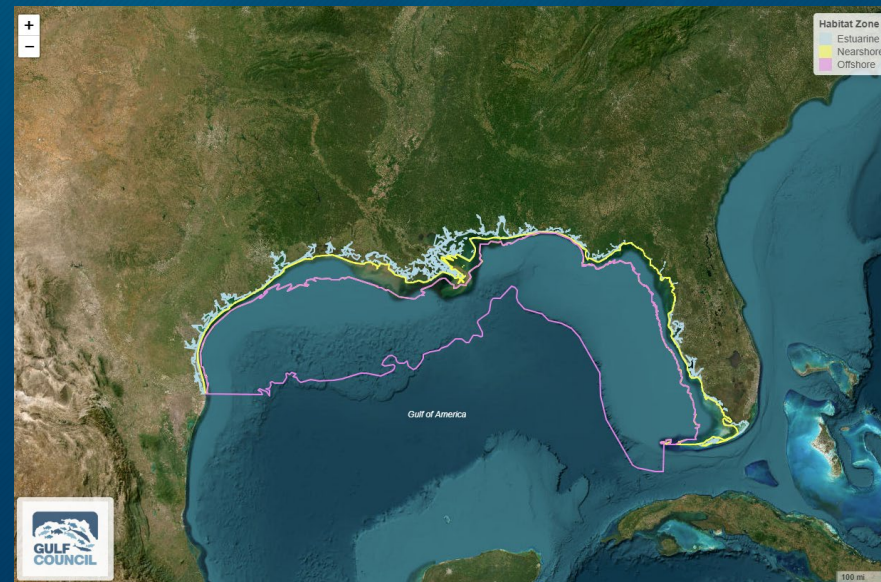 +
−
Habitat Zone
Estuarine
Nearshore
Offshore
Gulf of America
GULF
COUNCIL
100 mi